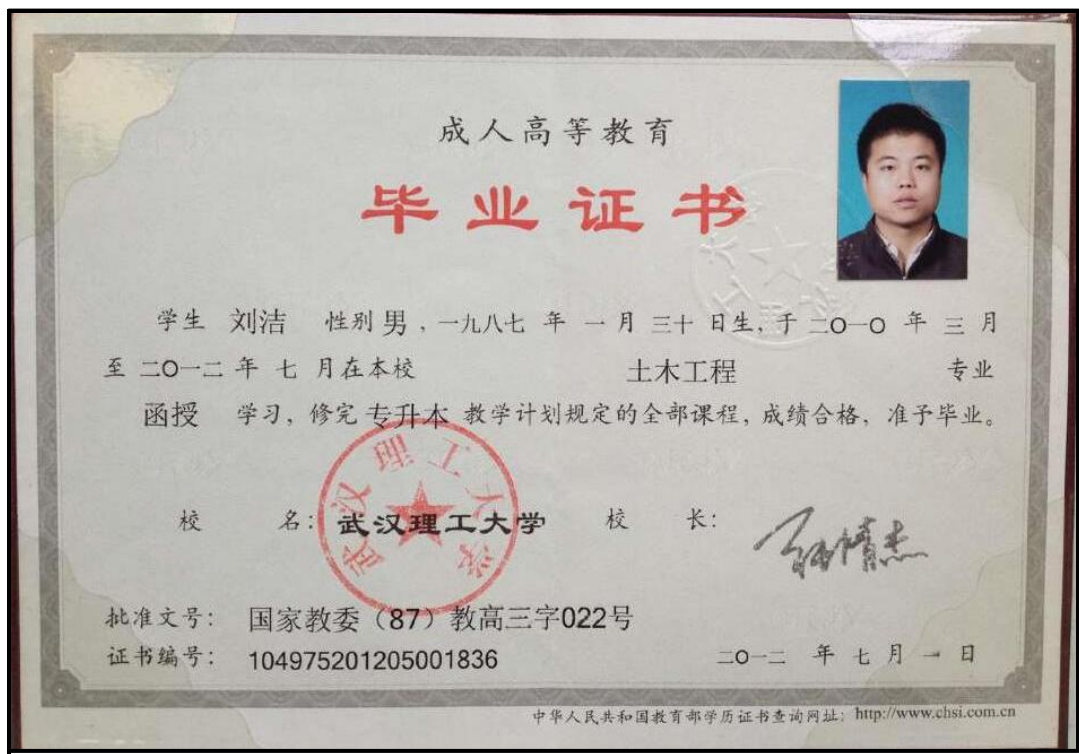 成人高等教育
毕业证书
学生 刘洁 性别 男，一九八七 年 一 月 三十 日生，于 二O一O 年 三 月
至 二O一二 年 七 月在本校 土木工程 专业
函授 学习，修完 专升本 教学计划规定的全部课程，成绩合格，准予毕业。
校 名：武汉理工大学 校 长：
武汉理工大学
批准文号：国家教委（87）教高三字022号
证书编号：104975201205001836 二O一二 年 七 月 一 日
中华人民共和国教育部学历证书查询网址：http://www.chsi.com.cn